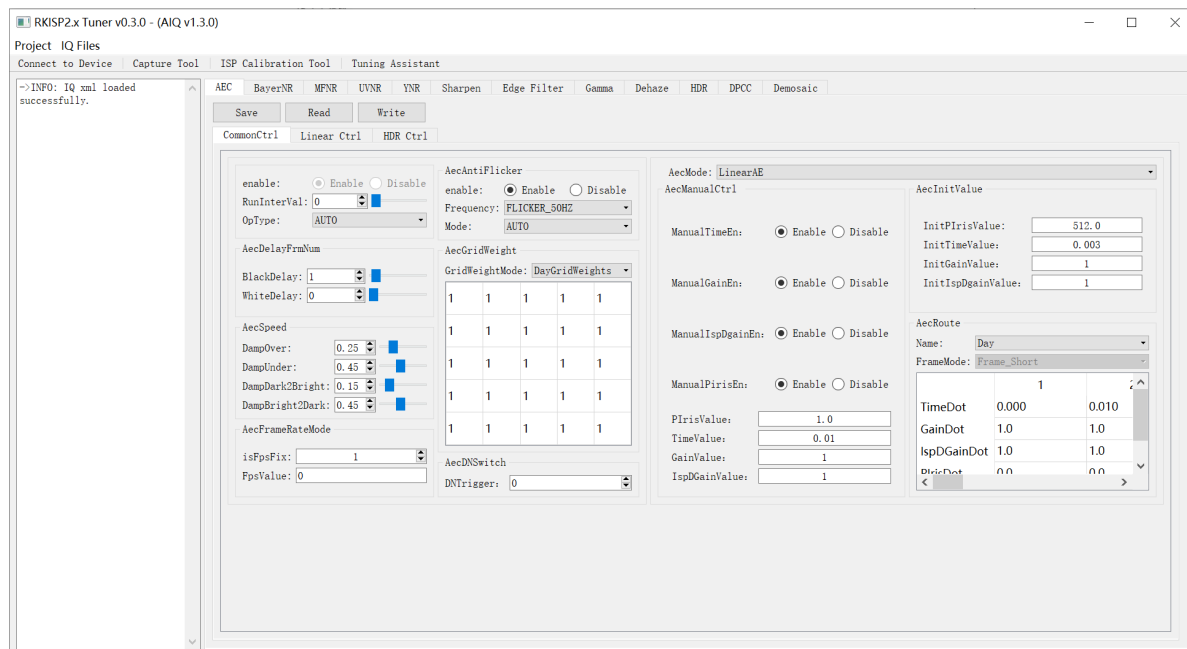 RKISP2.x Tuner v0.3.0 - (AIQ v1.3.0)
Project IQ Files
Connect to Device Capture Tool ISP Calibration Tool Tuning Assistant
->INFO: IQ xml loaded
successfully.
AEC BayerNR MFNR UVNR YNR Sharpen Edge Filter Gamma Dehaze HDR DPCC Demosaic
Save Read Write
CommonCtrl Linear Ctrl HDR Ctrl
enable: Enable Disable
RunInterVal: 0
OpType: AUTO
AecDelayFrmNum
BlackDelay: 1
WhiteDelay: 0
AecSpeed
DampOver: 0.25
DampUnder: 0.45
DampDark2Bright: 0.15
DampBright2Dark: 0.45
AecFrameRateMode
isFpsFix: 1
FpsValue: 0
AecAntiFlicker
enable: Enable Disable
Frequency: FLICKER_50HZ
Mode: AUTO
AecGridWeight
GridWeightMode: DayGridWeights
1 1 1 1 1
1 1 1 1 1
1 1 1 1 1
1 1 1 1 1
1 1 1 1 1
AecDNSwitch
DNTrigger: 0
AecMode: LinearAE
AecManualCtrl
ManualTimeEn: Enable Disable
ManualGainEn: Enable Disable
ManualIspDgainEn: Enable Disable
ManualPirisEn: Enable Disable
PIrisValue: 1.0
TimeValue: 0.01
GainValue: 1
IspDGainValue: 1
AecInitValue
InitPIrisValue: 512.0
InitTimeValue: 0.003
InitGainValue: 1
InitIspDgainValue: 1
AecRoute
Name: Day
FrameMode: Frame_Short
1 2
TimeDot 0.000 0.010
GainDot 1.0 1.0
IspDGainDot 1.0 1.0
PIrisDot 0.0 0.0